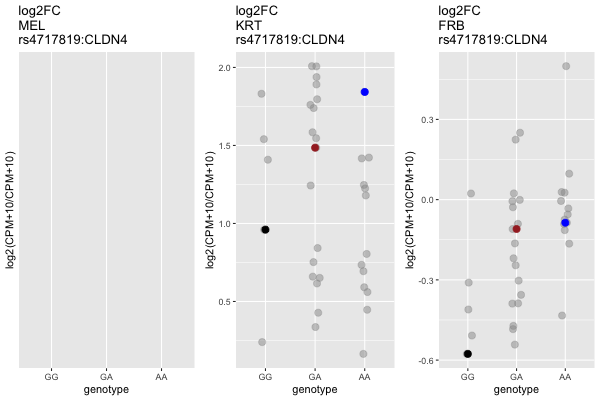 log2FC
MEL
rs4717819:CLDN4
log2(CPM+10/CPM+10)
GG GA AA
genotype
log2FC
KRT
rs4717819:CLDN4
log2(CPM+10/CPM+10)
2.0
1.5
1.0
0.5
GG GA AA
genotype
log2FC
FRB
rs4717819:CLDN4
log2(CPM+10/CPM+10)
0.3
0.0
-0.3
-0.6
GG GA AA
genotype